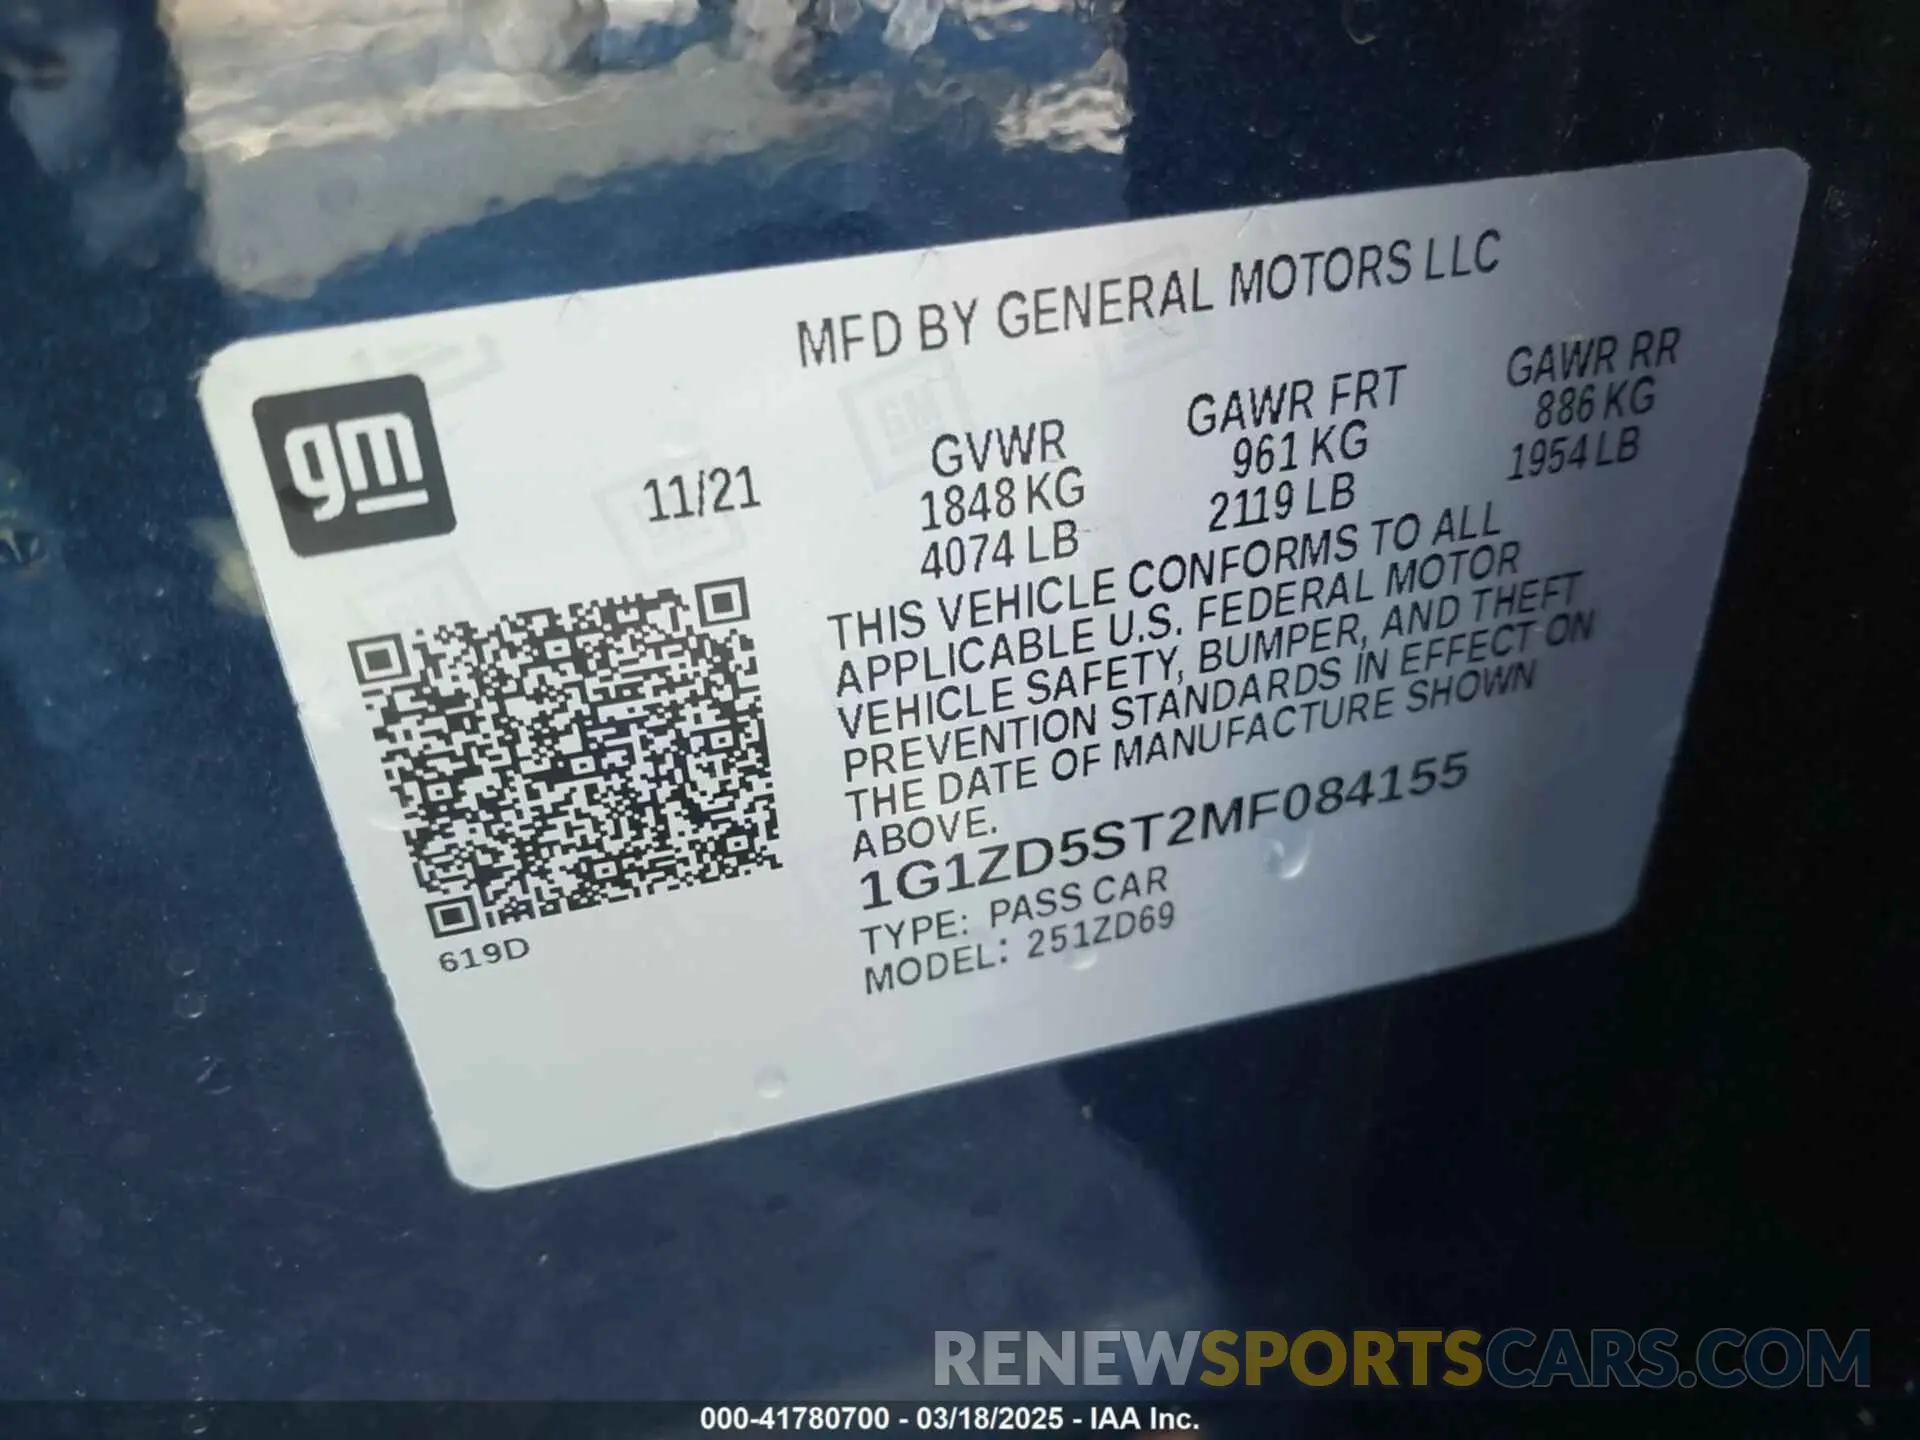 MFD BY GENERAL MOTORS LLC
gm
11/21
GVWR
1848 KG
4074 LB
GAWR FRT
961 KG
2119 LB
GAWR RR
886 KG
1954 LB
THIS VEHICLE CONFORMS TO ALL
APPLICABLE U.S. FEDERAL MOTOR
VEHICLE SAFETY, BUMPER, AND THEFT
PREVENTION STANDARDS IN EFFECT ON
THE DATE OF MANUFACTURE SHOWN
ABOVE.
1G1ZD5ST2MF084155
TYPE: PASS CAR
MODEL: 251ZD69
619D
GM
RENEWSPORTSCARS.COM
000-41780700 - 03/18/2025 - IAA Inc.